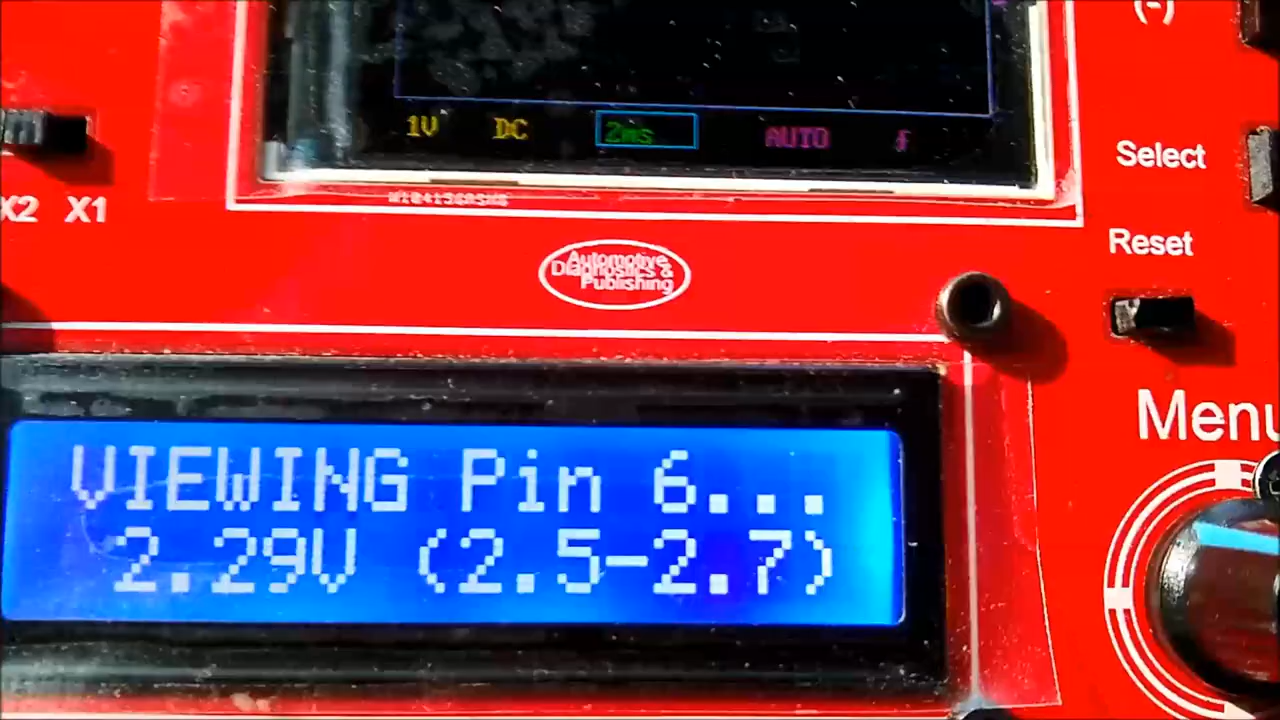 (-)
1V DC 2ms AUTO
Select
X2 X1
Reset
Automotive
Diagnostics &
Publishing
Menu
VIEWING Pin 6...
2.29V (2.5-2.7)